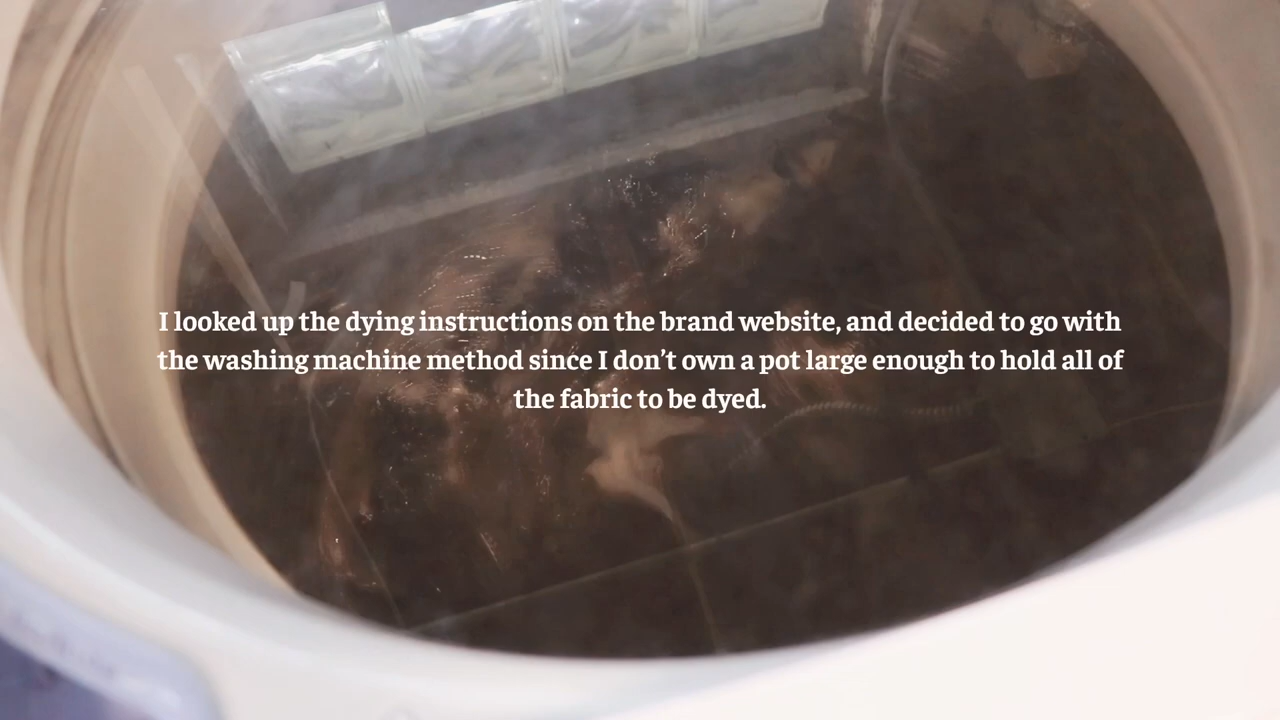 I looked up the dying instructions on the brand website, and decided to go with
the washing machine method since I don’t own a pot large enough to hold all of
the fabric to be dyed.